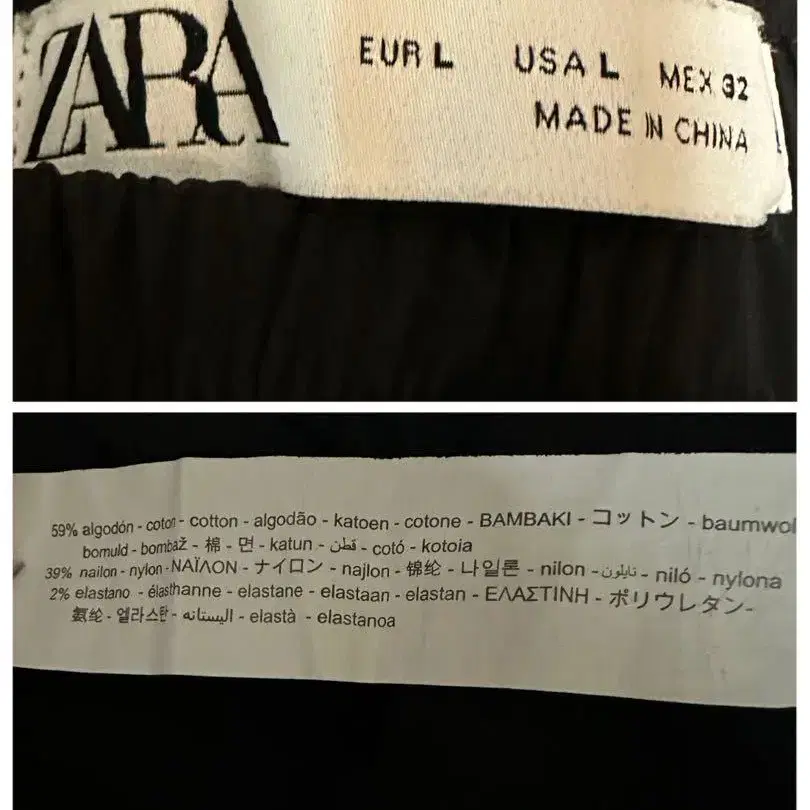 ZARA
EUR L USA L MEX 32
MADE IN CHINA
59% algodón - coton - cotton - algodão - katoen - cotone - BAMBAKI - コットン - baumwol
bomuld - bombaž - 棉 - 면 - katun - قطن - cotó - kotoia
39% nailon - nylon - ΝΑΪΛΟΝ - ナイロン - najlon - 锦纶 - 나일론 - nilon - نايلون - niló - nylona
2% elastano - élasthanne - elastane - elastaan - elastan - ΕΛΑΣΤΙΝΗ - ポリウレタン-
氨纶 - 엘라스탄 - اليستانه - elastà - elastanoa